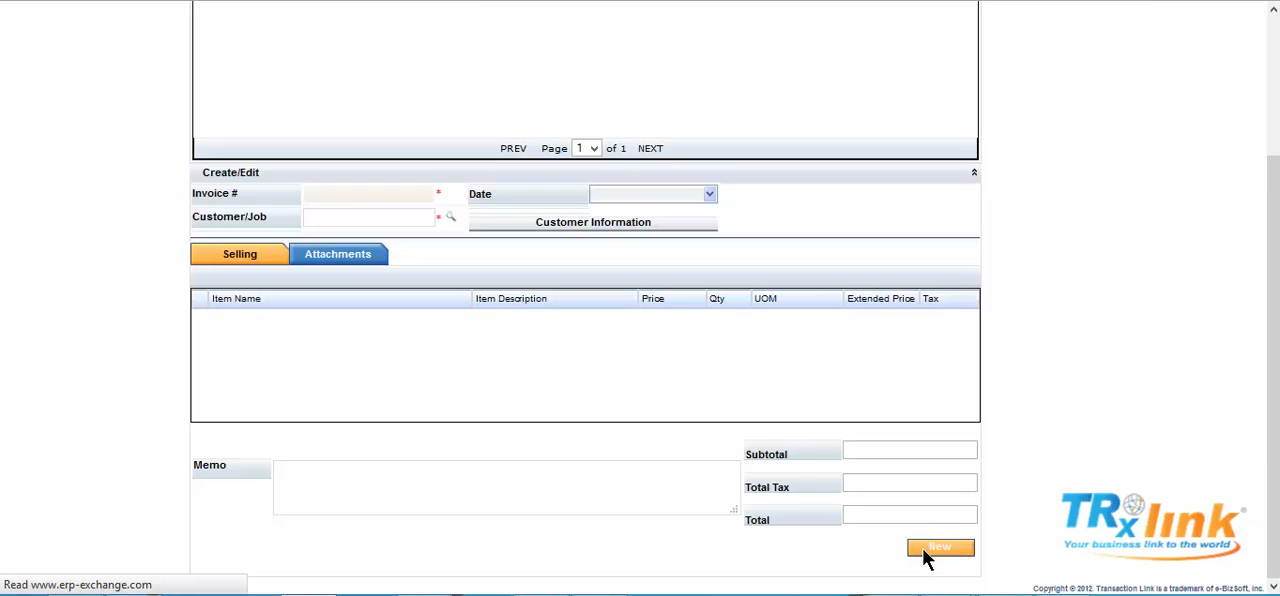 PREV Page 1 of 1 NEXT
Create/Edit
Invoice # * Date
Customer/Job * Customer Information
Selling Attachments
Item Name Item Description Price Qty UOM Extended Price Tax
Memo
Subtotal
Total Tax
Total
New
TRxlink®
Your business link to the world
Read www.erp-exchange.com
Copyright © 2012. Transaction Link is a trademark of e-BizSoft, Inc.